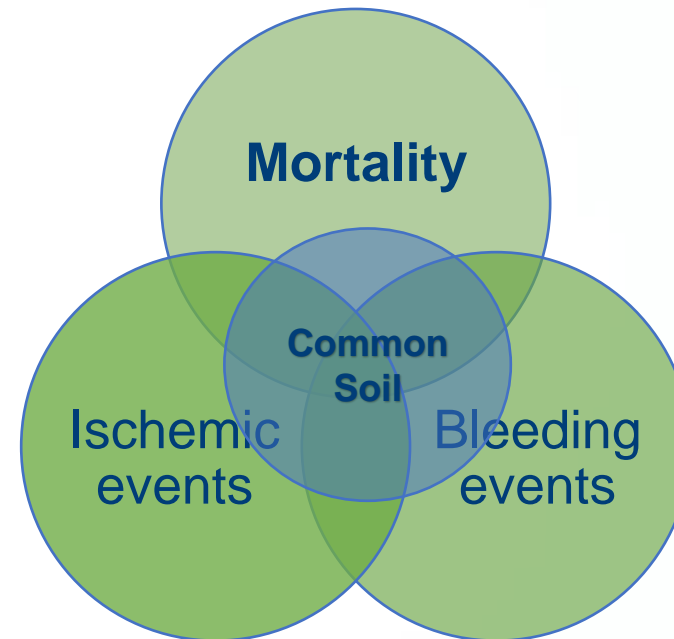 Mortality
Common
Soil
Ischemic
events
Bleeding
events